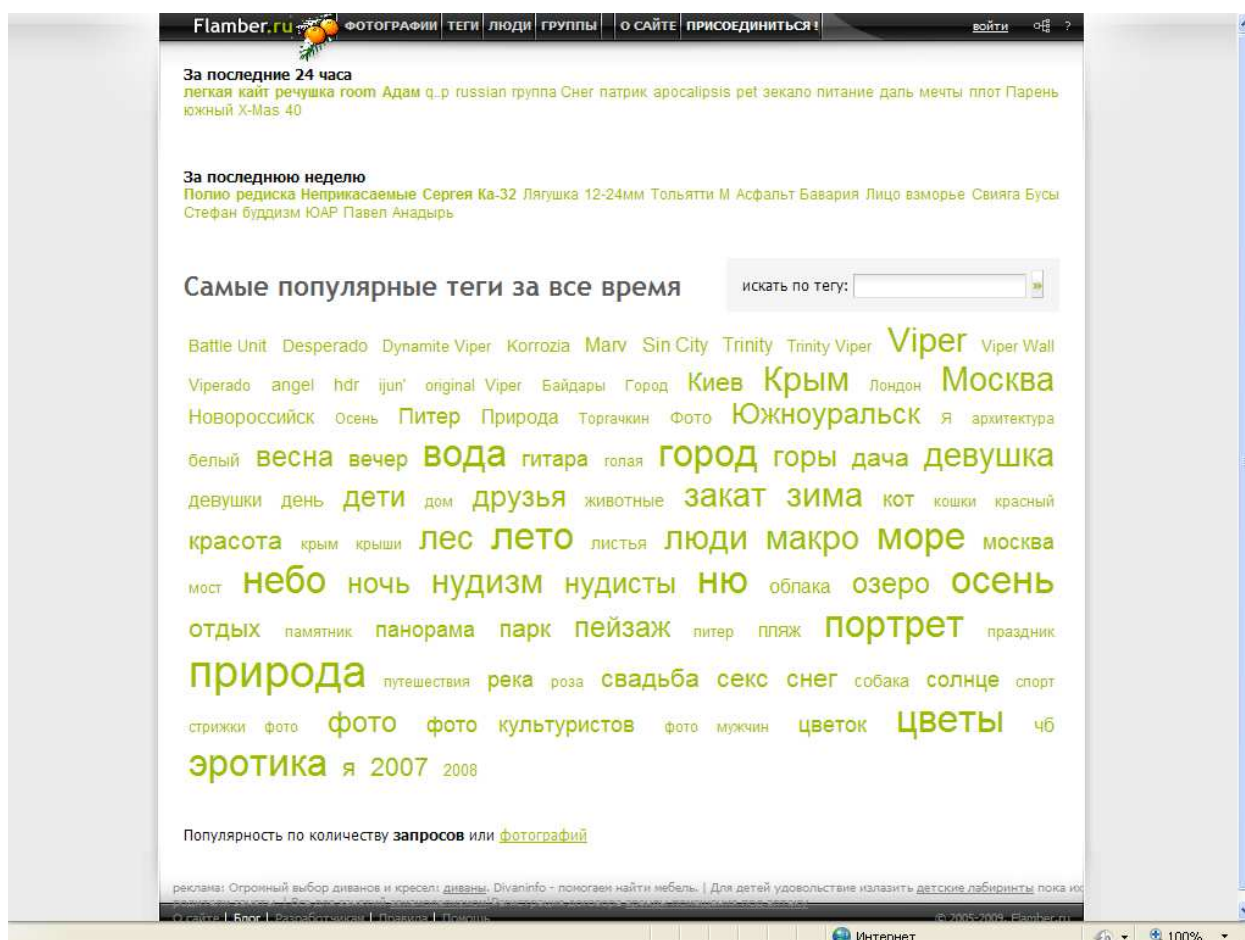 Flamber.ru ФОТОГРАФИИ ТЕГИ ЛЮДИ ГРУППЫ О САЙТЕ ПРИСОЕДИНИТЬСЯ! войти ?
За последние 24 часа
легкая кайт речушка room Адам q..p russian группа Снег патрик apocalipsis pet зекало питание даль мечты плот Парень
южный X-Mas 40
За последнюю неделю
Полио редиска Неприкасаемые Сергея Ка-32 Лягушка 12-24мм Тольятти М Асфальт Бавария Лицо взморье Свияга Бусы
Стефан буддизм ЮАР Павел Анадырь
Самые популярные теги за все время
искать по тегу:
Battle Unit Desperado Dynamite Viper Korrozia Marv Sin City Trinity Trinity Viper Viper Viper Wall
Viperado angel hdr ijun' original Viper Байдары Город Киев Крым Лондон Москва
Новороссийск Осень Питер Природа Торгачкин Фото Южноуральск Я архитектура
белый весна вечер вода гитара голая город горы дача девушка
девушки день дети дом друзья животные закат зима кот кошки красный
красота крым крыши лес лето листья люди макро море москва
мост небо ночь нудизм нудисты ню облака озеро осень
отдых памятник панорама парк пейзаж питер пляж портрет праздник
природа путешествия река роза свадьба секс снег собака солнце спорт
стрижки фото фото фото культуристов фото мужчин цветок цветы чб
эротика я 2007 2008
Популярность по количеству запросов или фотографий
реклама: Огромный выбор диванов и кресел: диваны. Divaninfo - помогаем найти мебель. | Для детей удовольствие излазить детские лабиринты пока их
О сайте | Блог | Разработчикам | Правила | Помощь © 2005-2009, Flamber.ru
Интернет 100%